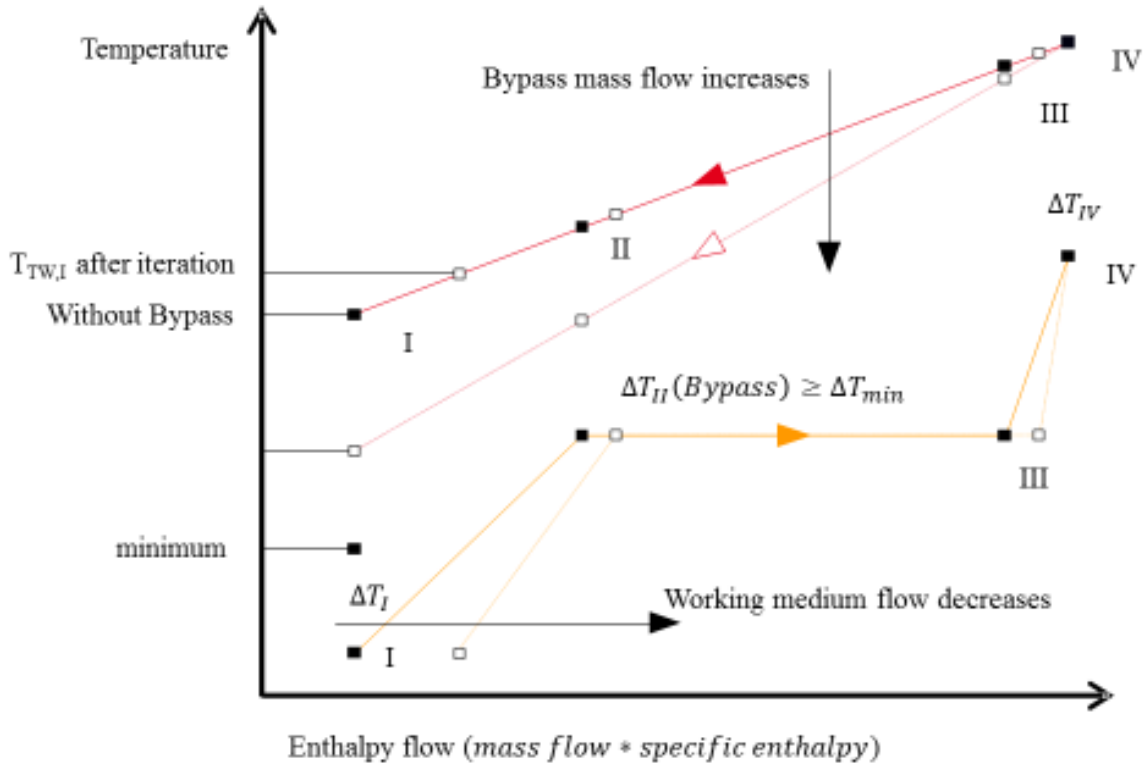 Temperature
Bypass mass flow increases
IV
III
ΔT_IV
II
T_TW,I after iteration
IV
Without Bypass
I
ΔT_II(Bypass) ≥ ΔT_min
III
minimum
ΔT_I
Working medium flow decreases
I
Enthalpy flow (mass flow * specific enthalpy)